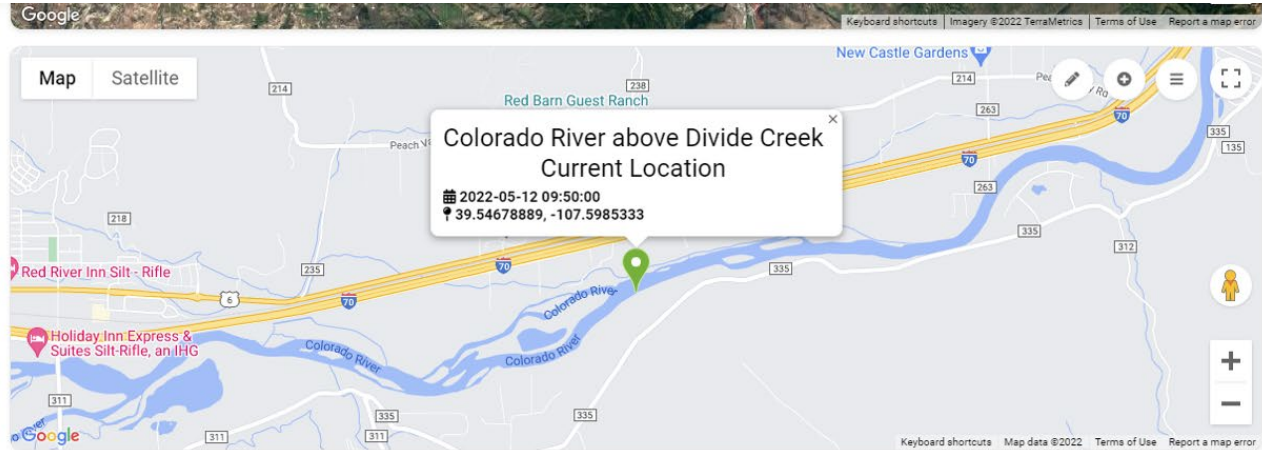 Google
Keyboard shortcuts Imagery ©2022 TerraMetrics Terms of Use Report a map error
Map Satellite
New Castle Gardens
214
238
214
Red Barn Guest Ranch
263
70
335
135
Colorado River above Divide Creek
Current Location
2022-05-12 09:50:00
39.54678889, -107.5985333
70
263
218
335
312
Red River Inn Silt - Rifle
235
70
335
6
70
Colorado River
Holiday Inn Express &
Suites Silt-Rifle, an IHG
Colorado River
Colorado River
311
335
335
311
311
Google
Keyboard shortcuts Map data ©2022 Terms of Use Report a map error